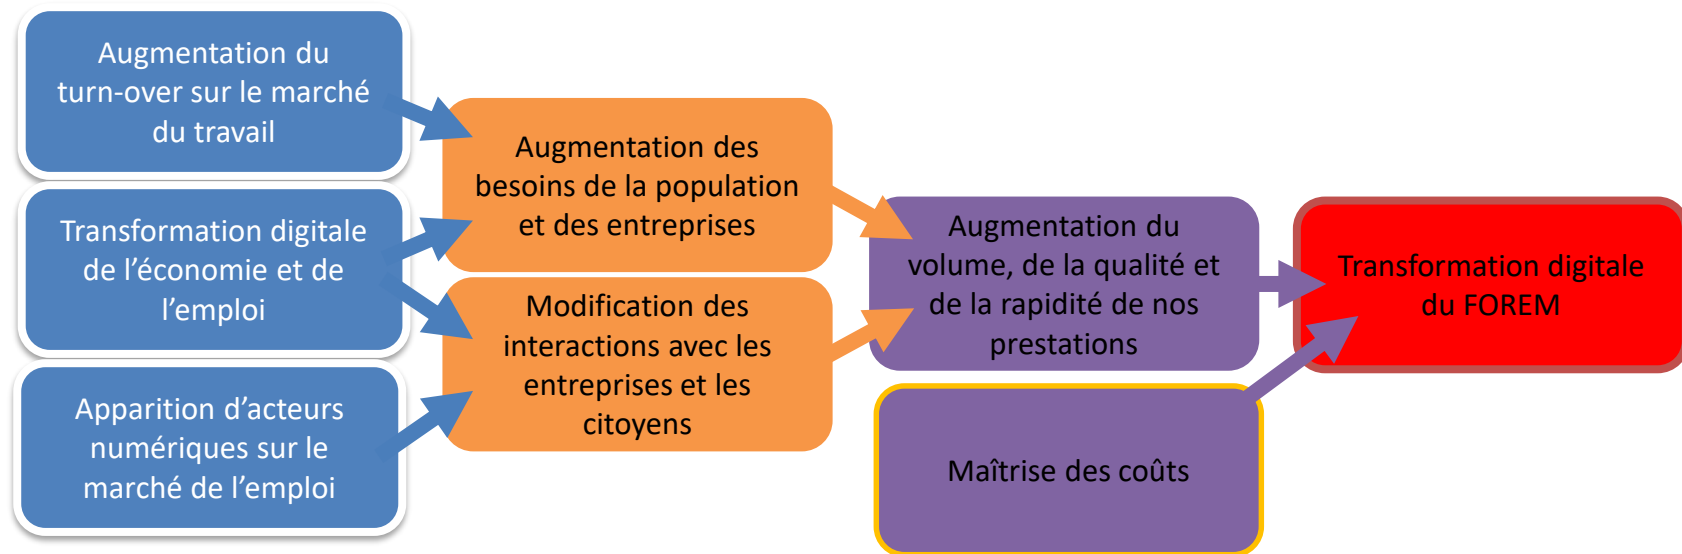 Augmentation du
turn-over sur le marché
du travail
Transformation digitale
de l’économie et de
l’emploi
Apparition d’acteurs
numériques sur le
marché de l’emploi
Augmentation des
besoins de la population
et des entreprises
Modification des
interactions avec les
entreprises et les
citoyens
Augmentation du
volume, de la qualité et
de la rapidité de nos
prestations
Maîtrise des coûts
Transformation digitale
du FOREM